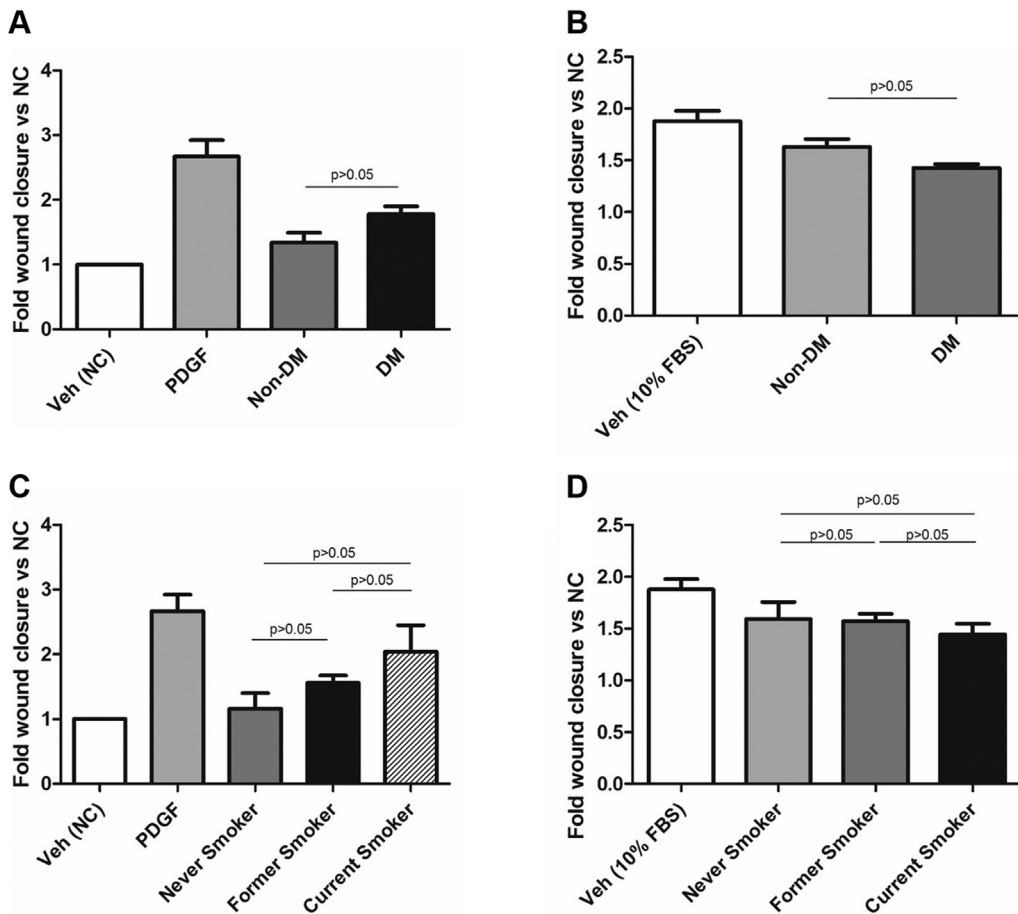 A
Fold wound closure vs NC
4
3
2
1
0
p>0.05
Veh (NC)
PDGF
Non-DM
DM
B
Fold wound closure vs NC
2.5
2.0
1.5
1.0
0.5
0.0
p>0.05
Veh (10% FBS)
Non-DM
DM
C
Fold wound closure vs NC
4
3
2
1
0
p>0.05
p>0.05
p>0.05
Veh (NC)
PDGF
Never Smoker
Former Smoker
Current Smoker
D
Fold wound closure vs NC
2.5
2.0
1.5
1.0
0.5
0.0
p>0.05
p>0.05
p>0.05
Veh (10% FBS)
Never Smoker
Former Smoker
Current Smoker